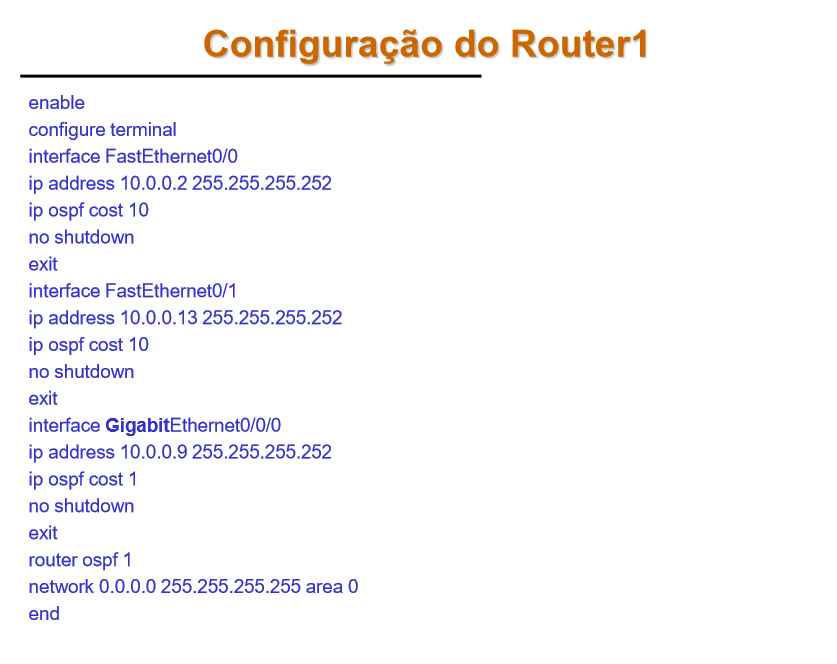 Configuração do Router1
enable
configure terminal
interface FastEthernet0/0
ip address 10.0.0.2 255.255.255.252
ip ospf cost 10
no shutdown
exit
interface FastEthernet0/1
ip address 10.0.0.13 255.255.255.252
ip ospf cost 10
no shutdown
exit
interface GigabitEthernet0/0/0
ip address 10.0.0.9 255.255.255.252
ip ospf cost 1
no shutdown
exit
router ospf 1
network 0.0.0.0 255.255.255.255 area 0
end